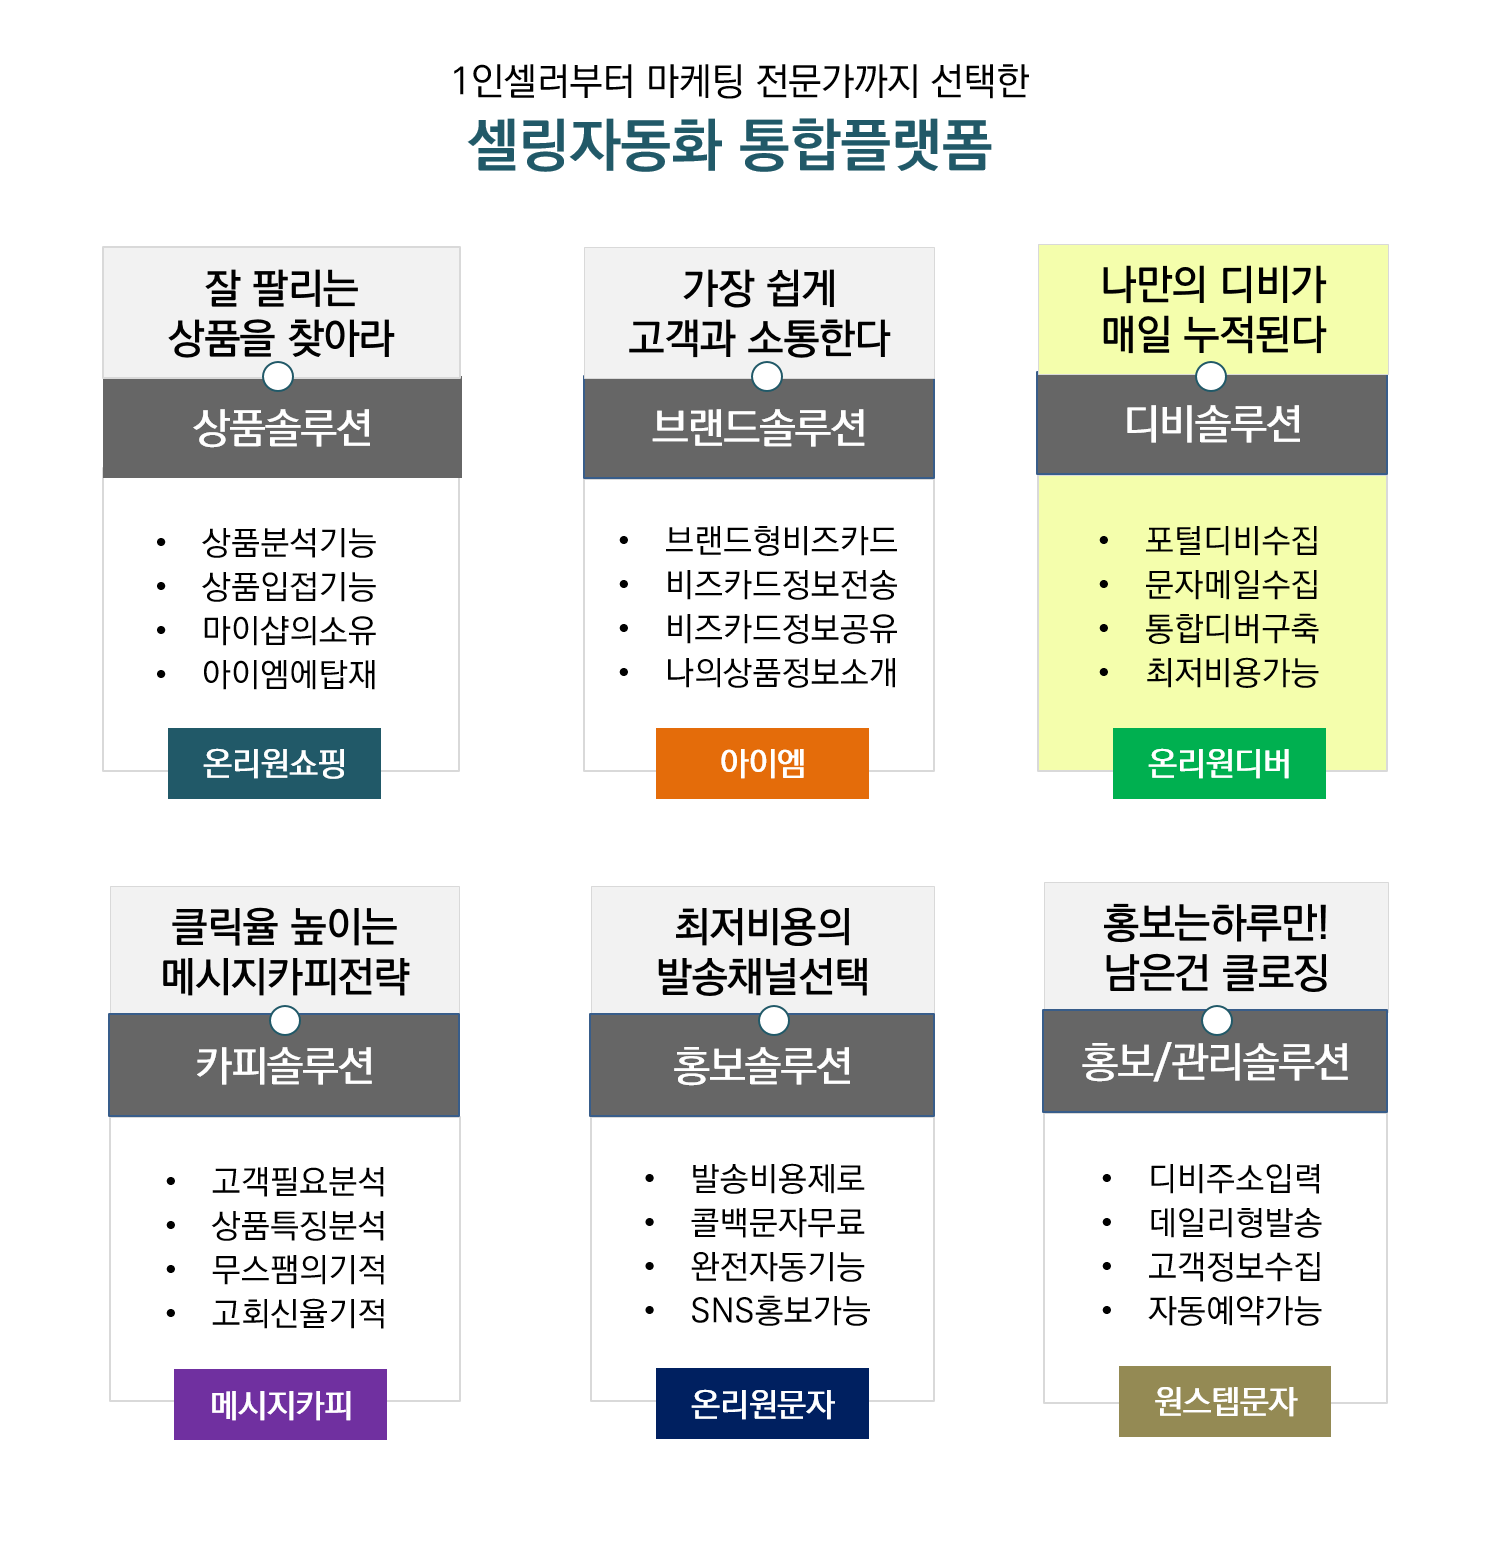 1인셀러부터 마케팅 전문가까지 선택한
셀링자동화 통합플랫폼
잘 팔리는
상품을 찾아라
상품솔루션
• 상품분석기능
• 상품입접기능
• 마이샵의소유
• 아이엠에탑재
온리원쇼핑
가장 쉽게
고객과 소통한다
브랜드솔루션
• 브랜드형비즈카드
• 비즈카드정보전송
• 비즈카드정보공유
• 나의상품정보소개
아이엠
나만의 디비가
매일 누적된다
디비솔루션
• 포털디비수집
• 문자메일수집
• 통합디버구축
• 최저비용가능
온리원디버
클릭율 높이는
메시지카피전략
카피솔루션
• 고객필요분석
• 상품특징분석
• 무스팸의기적
• 고회신율기적
메시지카피
최저비용의
발송채널선택
홍보솔루션
• 발송비용제로
• 콜백문자무료
• 완전자동기능
• SNS홍보가능
온리원문자
홍보는하루만!
남은건 클로징
홍보/관리솔루션
• 디비주소입력
• 데일리형발송
• 고객정보수집
• 자동예약가능
원스텝문자